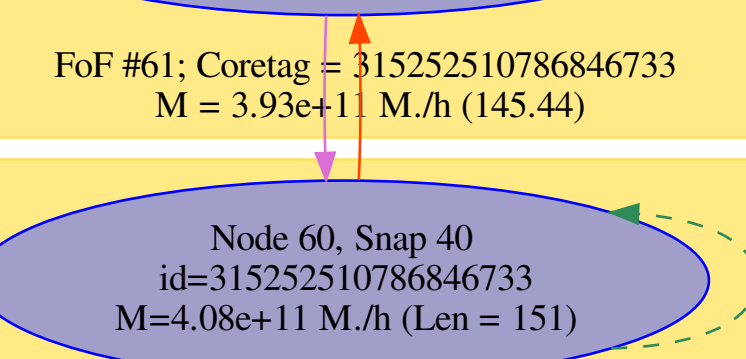 FoF #61; Coretag = 315252510786846733
M = 3.93e+11 M./h (145.44)
Node 60, Snap 40
id=315252510786846733
M=4.08e+11 M./h (Len = 151)